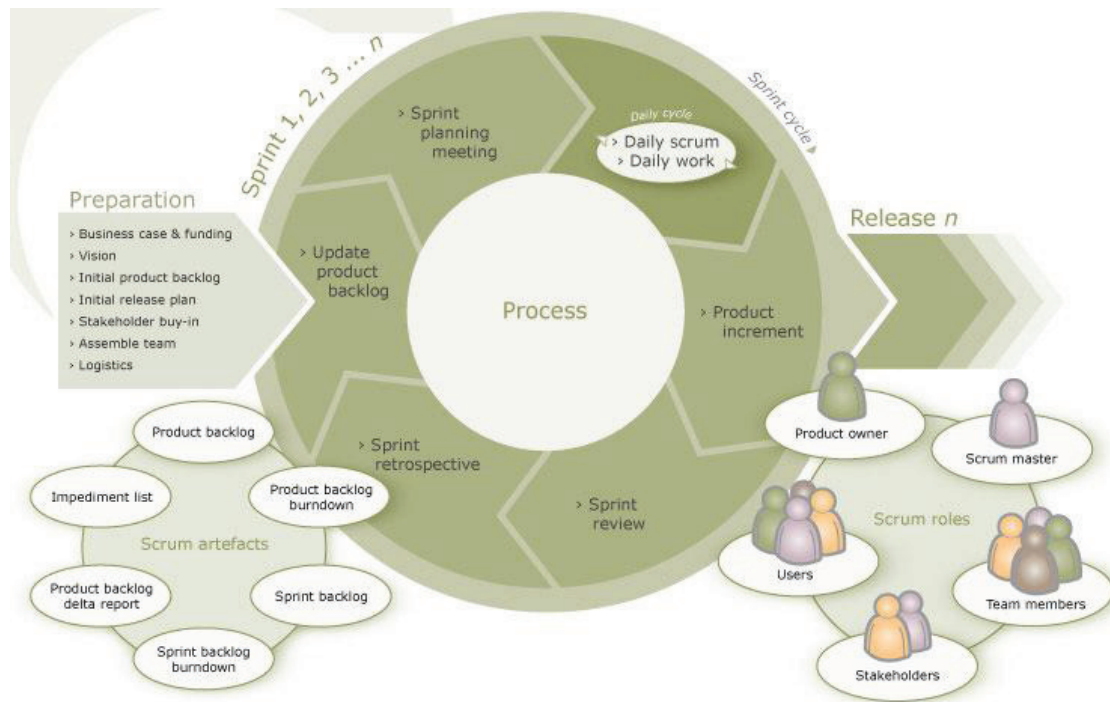 Sprint 1, 2, 3 ... n
Sprint cycle
Preparation
› Business case & funding
› Vision
› Initial product backlog
› Initial release plan
› Stakeholder buy-in
› Assemble team
› Logistics
› Sprint
planning
meeting
Daily cycle
› Daily scrum
› Daily work
› Update
product
backlog
Process
› Product
increment
› Sprint
retrospective
› Sprint
review
Release n
Product backlog
Impediment list
Product backlog
burndown
Scrum artefacts
Product backlog
delta report
Sprint backlog
Sprint backlog
burndown
Product owner
Scrum master
Scrum roles
Users
Team members
Stakeholders